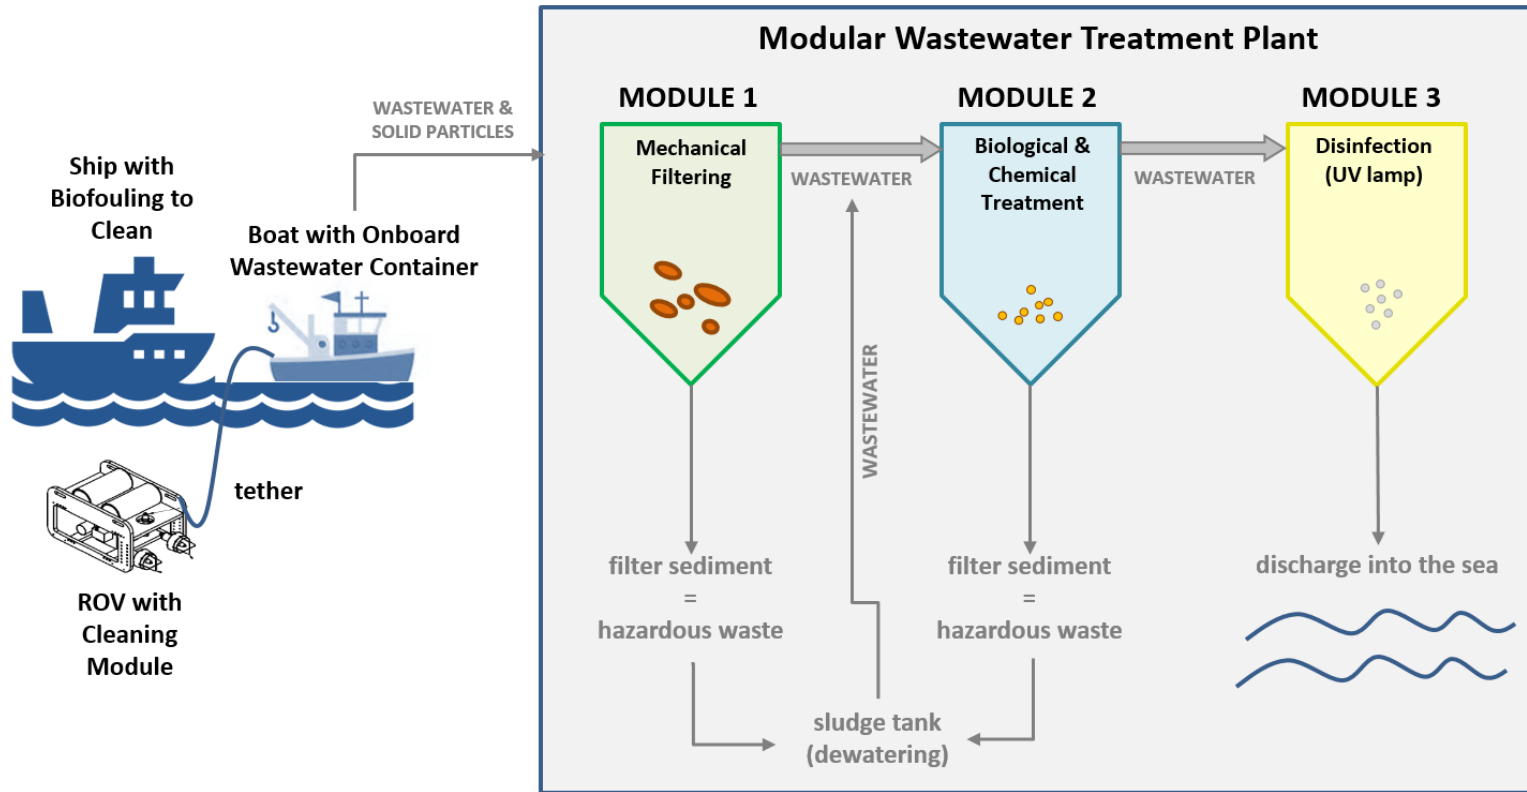 Modular Wastewater Treatment Plant
WASTEWATER &
SOLID PARTICLES
Ship with
Biofouling to
Clean
Boat with Onboard
Wastewater Container
tether
ROV with
Cleaning
Module
MODULE 1
Mechanical
Filtering
WASTEWATER
MODULE 2
Biological &
Chemical
Treatment
WASTEWATER
MODULE 3
Disinfection
(UV lamp)
WASTEWATER
filter sediment
=
hazardous waste
filter sediment
=
hazardous waste
discharge into the sea
sludge tank
(dewatering)